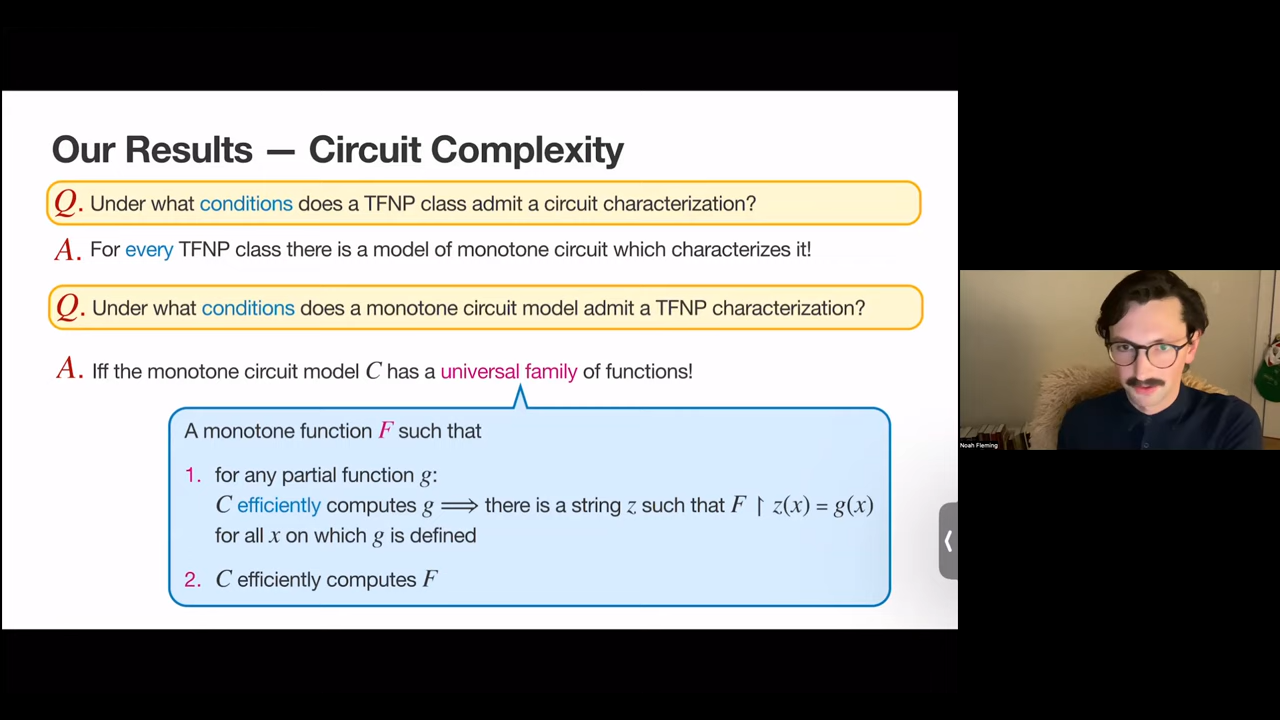 Our Results — Circuit Complexity
Q. Under what conditions does a TFNP class admit a circuit characterization?
A. For every TFNP class there is a model of monotone circuit which characterizes it!
Q. Under what conditions does a monotone circuit model admit a TFNP characterization?
A. Iff the monotone circuit model C has a universal family of functions!
A monotone function F such that
1. for any partial function g:
C efficiently computes g ⟹ there is a string z such that F ↾ z(x) = g(x)
for all x on which g is defined
2. C efficiently computes F
Noah Fleming